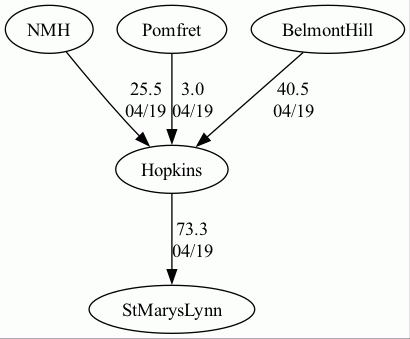 NMH
Pomfret
BelmontHill
25.5
04/19
3.0
04/19
40.5
04/19
Hopkins
73.3
04/19
StMarysLynn